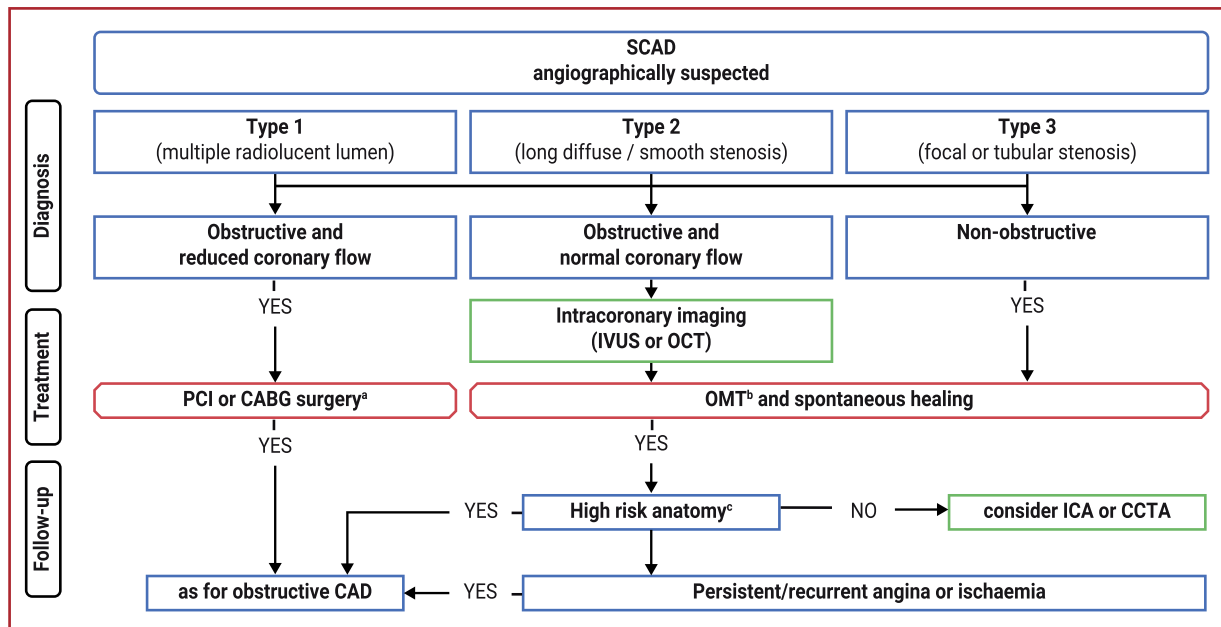 SCAD
angiographically suspected
Diagnosis
Type 1
(multiple radiolucent lumen)
Type 2
(long diffuse / smooth stenosis)
Type 3
(focal or tubular stenosis)
Obstructive and
reduced coronary flow
Obstructive and
normal coronary flow
Non-obstructive
YES
YES
Treatment
Intracoronary imaging
(IVUS or OCT)
PCI or CABG surgeryᵃ
OMTᵇ and spontaneous healing
YES
YES
Follow-up
YES
High risk anatomyᶜ
NO
consider ICA or CCTA
as for obstructive CAD
YES
Persistent/recurrent angina or ischaemia